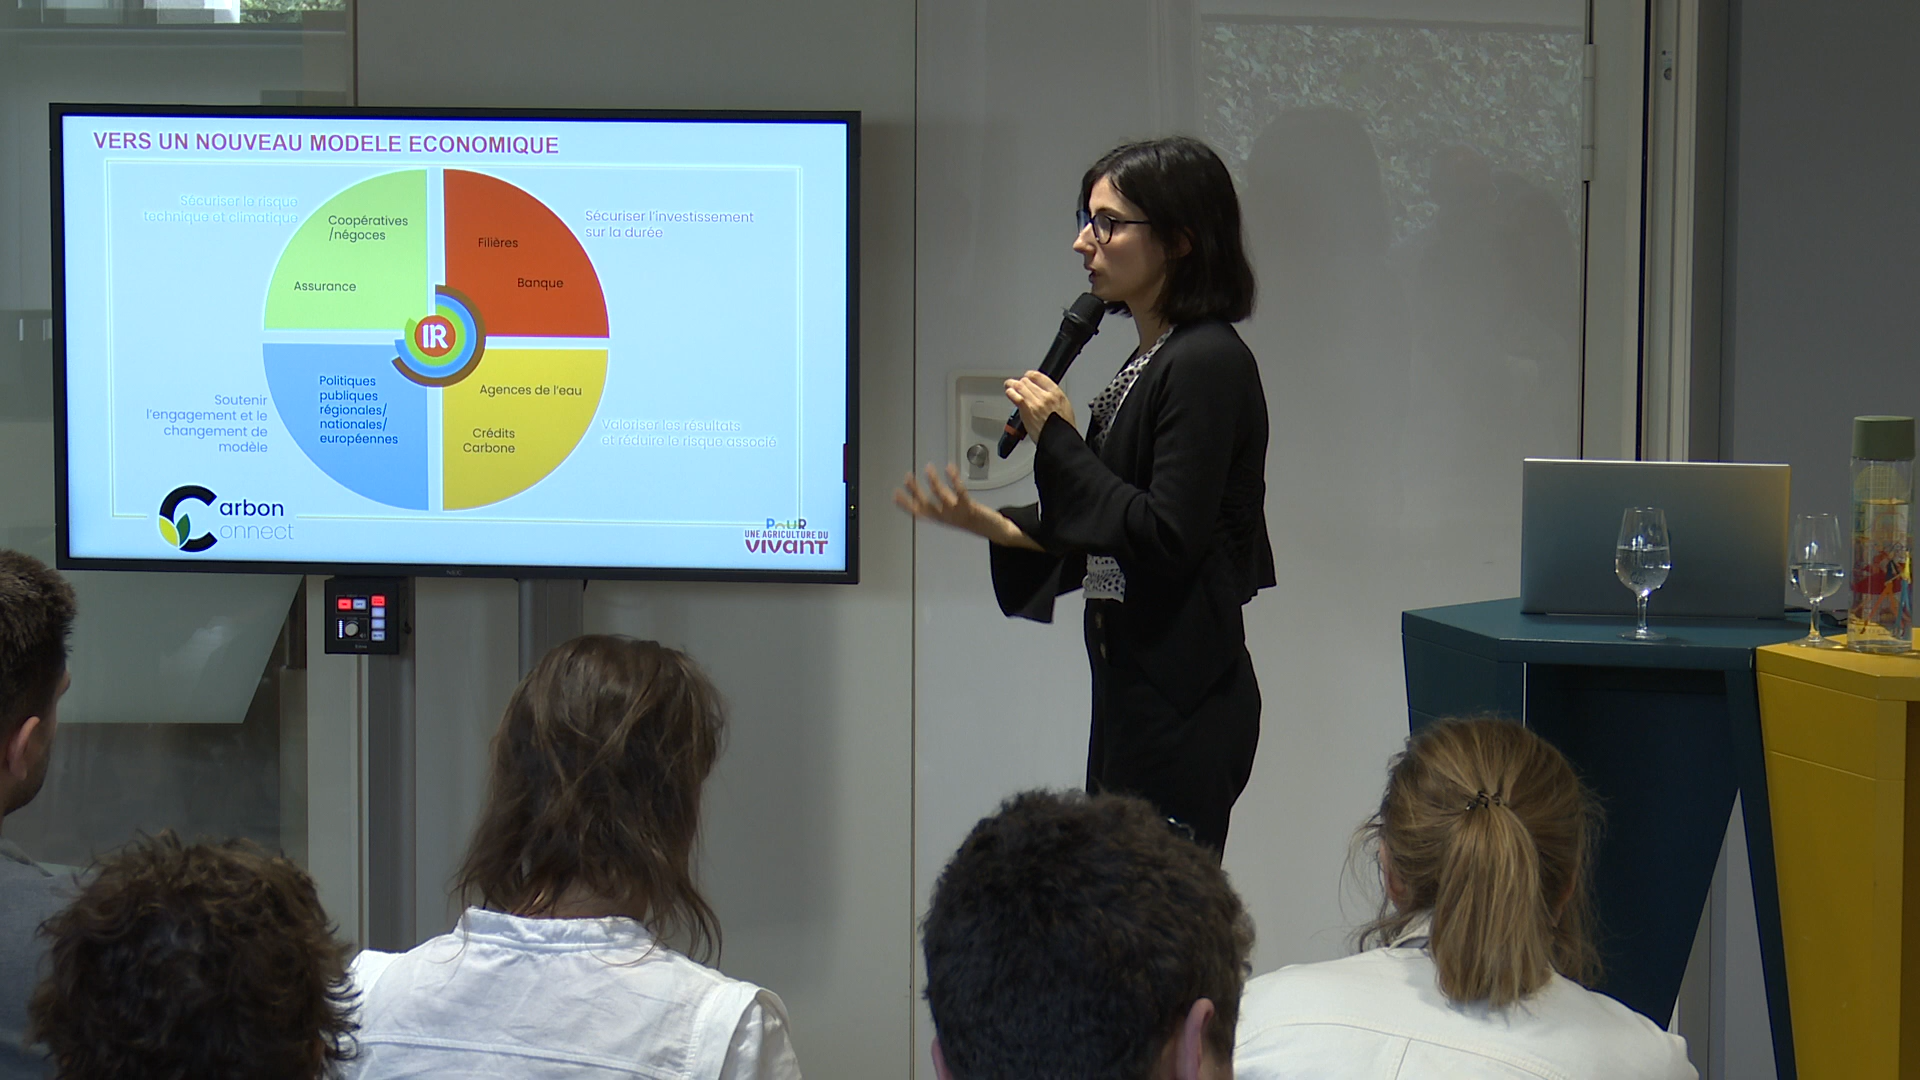 VERS UN NOUVEAU MODELE ECONOMIQUE
Sécuriser le risque
technique et climatique
Coopératives
/négoces
Assurance
Filières
Banque
Sécuriser l'investissement
sur la durée
IR
Soutenir
l'engagement et le
changement de
modèle
Politiques
publiques
régionales/
nationales/
européennes
Agences de l'eau
Crédits
Carbone
Valoriser les résultats
et réduire le risque associé
Carbon
Connect
POUR
UNE AGRICULTURE DU
VIVANT
NEC